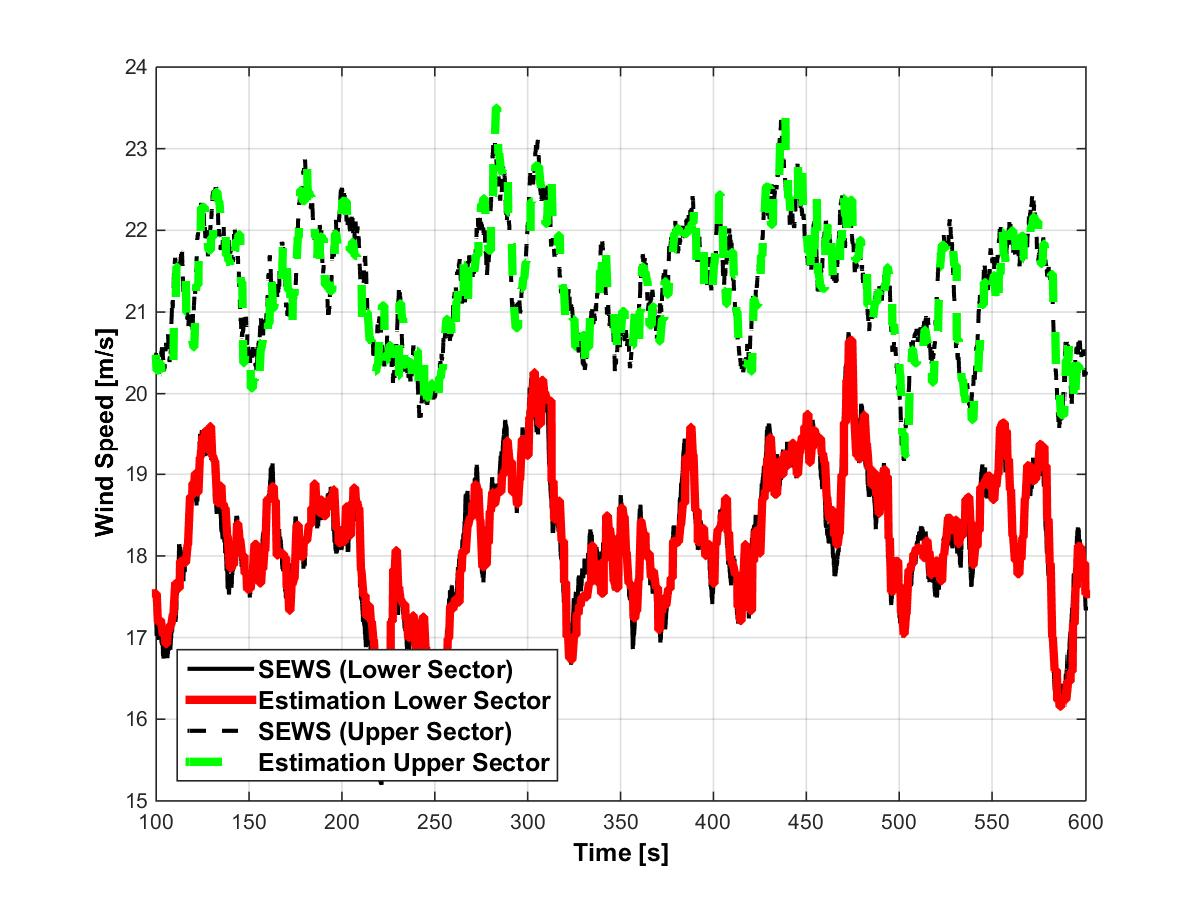 24
23
22
21
20
19
18
17
16
15
Wind Speed [m/s]
SEWS (Lower Sector)
Estimation Lower Sector
SEWS (Upper Sector)
Estimation Upper Sector
100 150 200 250 300 350 400 450 500 550 600
Time [s]